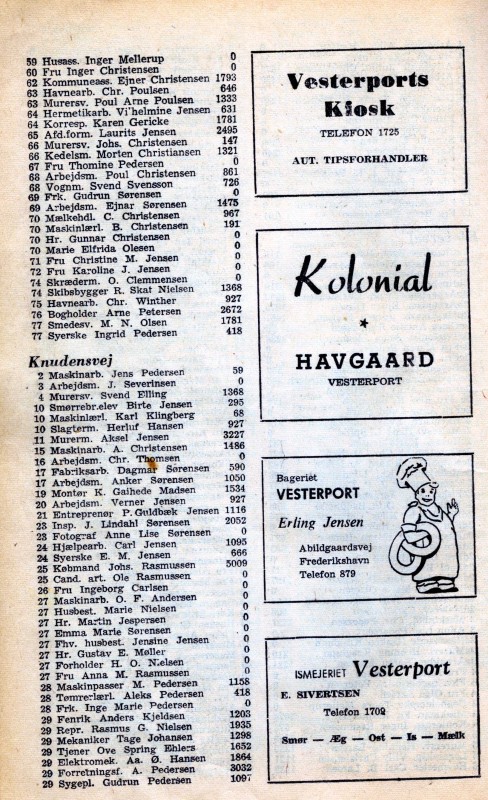 59 Husass. Inger Mellerup 0
60 Fru Inger Christensen 0
62 Kommuneass. Ejner Christensen 1793
63 Havnearb. Chr. Poulsen 646
63 Murersv. Poul Arne Poulsen 1333
64 Hermetikarb. Vi'helmine Jensen 631
64 Korresp. Karen Gericke 1781
65 Afd.form. Laurits Jensen 2495
66 Murersv. Johs. Christensen 147
66 Kedelsm. Morten Christiansen 1321
67 Fru Thomine Pedersen 0
68 Arbejdsm. Poul Christensen 861
68 Vognm. Svend Svensson 726
69 Frk. Gudrun Sørensen 0
69 Arbejdsm. Ejnar Sørensen 1475
70 Mælkehdl. C. Christensen 967
70 Maskinlærl. B. Christensen 191
70 Hr. Gunnar Christensen 0
70 Marie Elfrida Olesen 0
71 Fru Christine M. Jensen 0
72 Fru Karoline J. Jensen 0
74 Skræderm. O. Clemmensen 0
74 Skibsbygger R. Skat Nielsen 1368
75 Havnearb. Chr. Winther 927
76 Bogholder Arne Petersen 2672
77 Smedesv. M. N. Olsen 1781
77 Syerske Ingrid Pedersen 418
Knudensvej
2 Maskinarb. Jens Pedersen 59
3 Arbejdsm. J. Severinsen 0
4 Murersv. Svend Elling 1368
10 Smørrebr.elev Birte Jensen 295
10 Maskinlærl. Karl Klingberg 68
10 Slagterm. Herluf Hansen 927
11 Murerm. Aksel Jensen 3227
15 Maskinarb. A. Christensen 1486
16 Arbejdsm. Chr. Thomsen 0
17 Fabriksarb. Dagmar Sørensen 590
17 Arbejdsm. Anker Sørensen 1050
19 Montør K. Gaihede Madsen 1534
20 Arbejdsm. Verner Jensen 927
21 Entreprenør P. Guldbæk Jensen 1116
23 Insp. J. Lindahl Sørensen 2052
23 Fotograf Anne Lise Sørensen 0
24 Hjælpearb. Carl Jensen 1095
24 Syerske E. M. Jensen 666
25 Købmand Johs. Rasmussen 5009
25 Cand. art. Ole Rasmussen 0
26 Fru Ingeborg Carlsen 0
27 Maskinarb. O. F. Andersen 0
27 Husbest. Marie Nielsen 0
27 Hr. Martin Jespersen 0
27 Emma Marie Sørensen 0
27 Fhv. husbest. Jensine Jensen 0
27 Hr. Gustav E. Møller 0
27 Forholder H. O. Nielsen 0
27 Fru Anna M. Rasmussen 0
28 Maskinpasser M. Pedersen 1158
28 Tømrerlærl. Aleks Pedersen 418
28 Frk. Inge Marie Pedersen 0
29 Fenrik Anders Kjeldsen 1203
29 Repr. Rasmus G. Nielsen 1935
29 Mekaniker Tage Johansen 1298
29 Tjener Ove Spring Ehlers 1652
29 Elektromek. Aa. Ø. Hansen 1864
29 Forretningsf. A. Pedersen 3032
29 Sygepl. Gudrun Pedersen 1097
Vesterports
Kiosk
TELEFON 1725
AUT. TIPSFORHANDLER
Kolonial
*
HAVGAARD
VESTERPORT
Bageriet
VESTERPORT
Erling Jensen
Abildgaardsvej
Frederikshavn
Telefon 879
ISMEJERIET Vesterport
E. SIVERTSEN
Telefon 1702
Smør — Æg — Ost — Is — Mælk